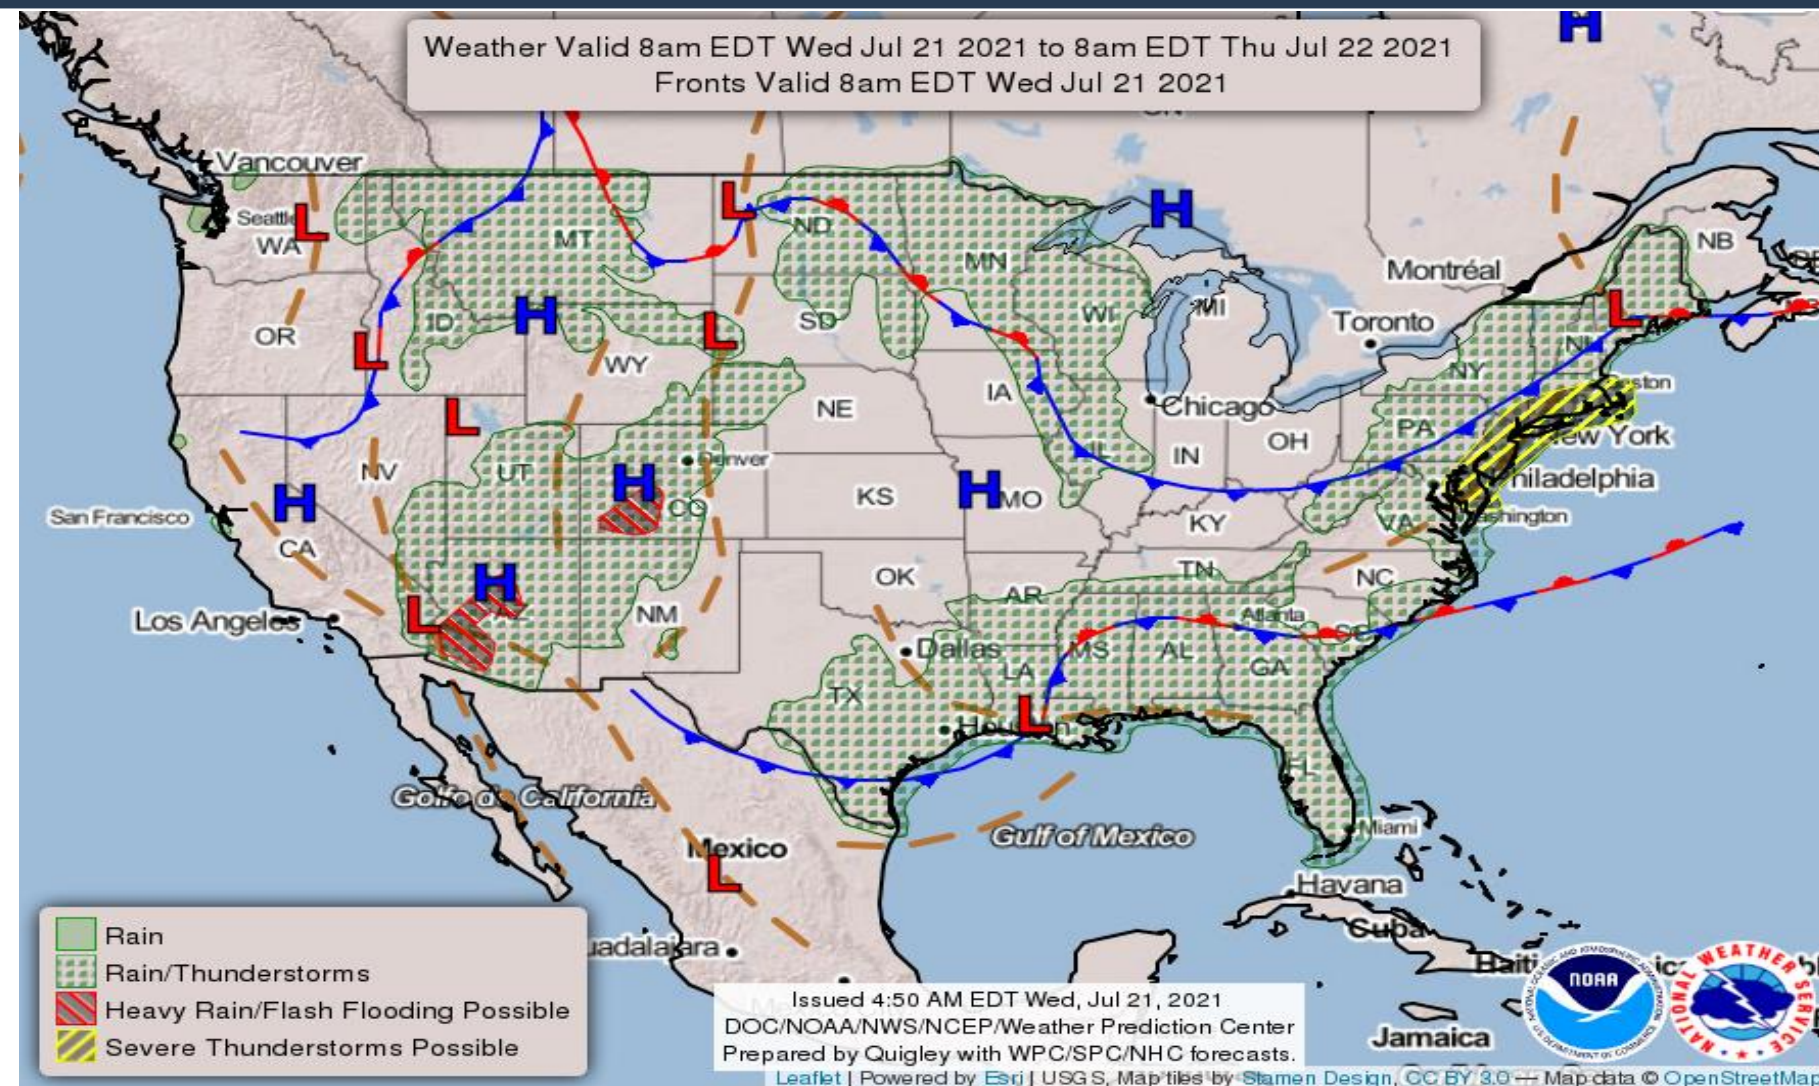 Weather Valid 8am EDT Wed Jul 21 2021 to 8am EDT Thu Jul 22 2021
Fronts Valid 8am EDT Wed Jul 21 2021
H
Vancouver
H
L
L
Seattle
WA
MT
ND
MN
NB
Montréal
L
H
L
L
ID
SD
WI
MI
Toronto
OR
L
WY
NY
IA
Chicago
NE
L
PA
New York
OH
NV
UT
H
Denver
IL
IN
Philadelphia
H
San Francisco
CO
KS
H
MO
KY
VA
Washington
CA
H
OK
AR
TN
NC
L
Los Angeles
NM
Atlanta
SC
Dallas
MS
AL
GA
LA
TX
L
Houston
FL
Golfo de California
Gulf of Mexico
Miami
Mexico
L
Havana
Cuba
Rain
Rain/Thunderstorms
Heavy Rain/Flash Flooding Possible
Severe Thunderstorms Possible
uadalajara
Haiti
NOAA
NATIONAL WEATHER SERVICE
Issued 4:50 AM EDT Wed, Jul 21, 2021
DOC/NOAA/NWS/NCEP/Weather Prediction Center
Prepared by Quigley with WPC/SPC/NHC forecasts.
Jamaica
Leaflet | Powered by Esri | USGS, Map tiles by Stamen Design, CC BY 3.0 — Map data © OpenStreetMap